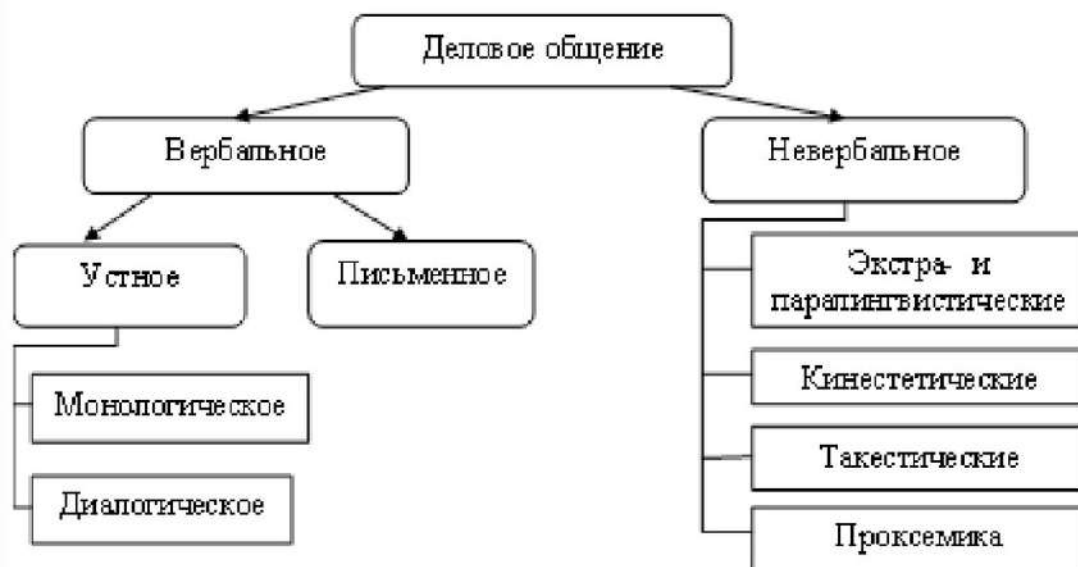 Деловое общение
Вербальное
Невербальное
Устное
Письменное
Экстра- и
паралингвистические
Кинестетические
Монологическое
Такестические
Диалогическое
Проксемика